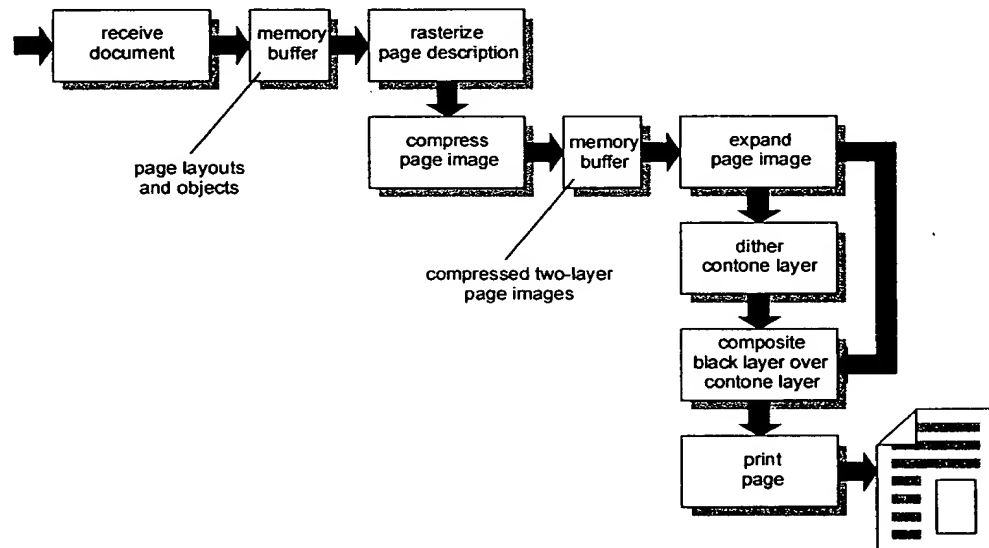 receive
document
memory
buffer
rasterize
page description
compress
page image
memory
buffer
expand
page image
page layouts
and objects
dither
contone layer
compressed two-layer
page images
composite
black layer over
contone layer
print
page